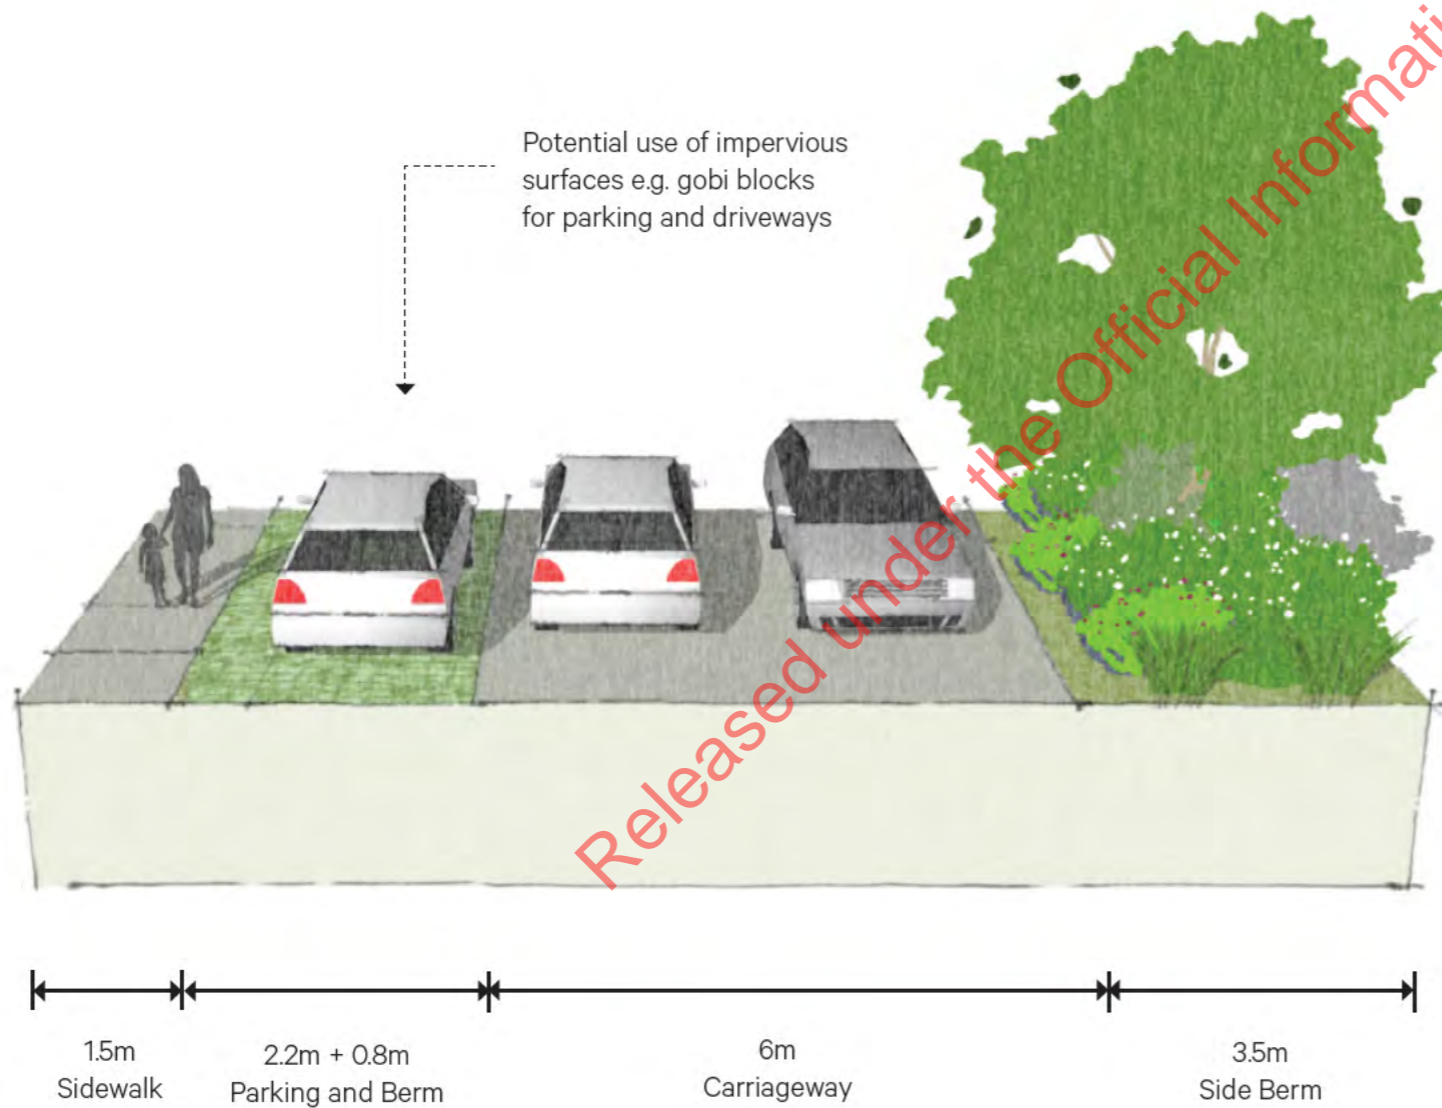 Potential use of impervious
surfaces e.g. gobi blocks
for parking and driveways
Released under the Official Informati
1.5m
Sidewalk
2.2m + 0.8m
Parking and Berm
6m
Carriageway
3.5m
Side Berm